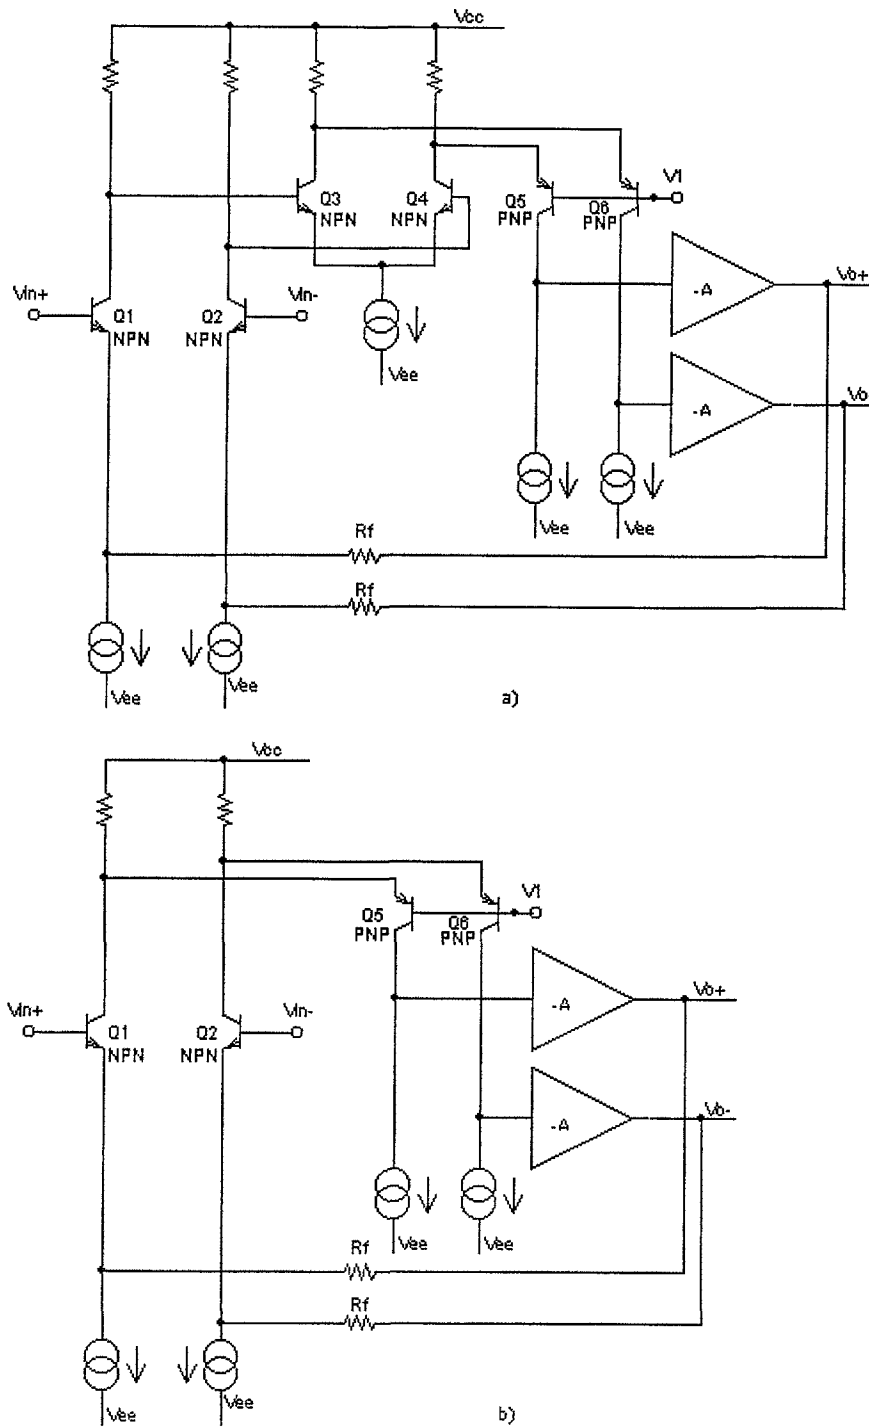 Vcc
Q3
NPN
Q4
NPN
Q5
PNP
Q6
PNP
V1
Vin+
Q1
NPN
Q2
NPN
Vin-
Vee
-A
Vo+
-A
Vo
Vee
Vee
Rf
Rf
Vee
Vee
a)
Vcc
Q5
PNP
Q6
PNP
V1
Vin+
Q1
NPN
Q2
NPN
Vin-
-A
Vo+
-A
Vo-
Vee
Vee
Rf
Rf
Vee
Vee
b)